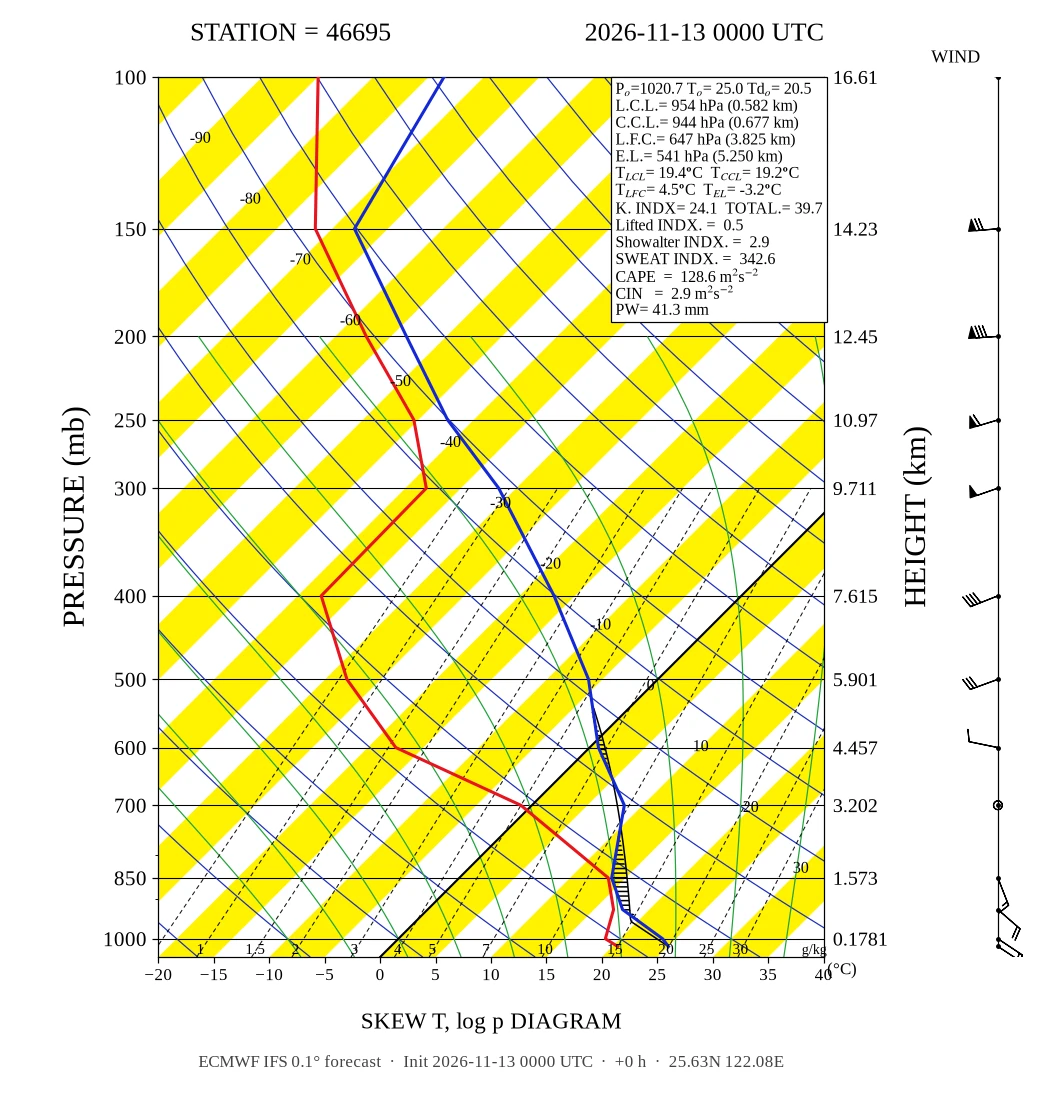 STATION = 46695 2026-11-13 0000 UTC
WIND
100 16.61
Pₒ=1020.7 Tₒ= 25.0 Tdₒ= 20.5
L.C.L.= 954 hPa (0.582 km)
C.C.L.= 944 hPa (0.677 km)
L.F.C.= 647 hPa (3.825 km)
E.L.= 541 hPa (5.250 km)
T_LCL= 19.4°C T_CCL= 19.2°C
T_LFC= 4.5°C T_EL= -3.2°C
K. INDX= 24.1 TOTAL.= 39.7
Lifted INDX. = 0.5
Showalter INDX. = 2.9
SWEAT INDX. = 342.6
CAPE = 128.6 m²s⁻²
CIN = 2.9 m²s⁻²
PW= 41.3 mm
-90
-80
150 14.23
-70
-60
200 12.45
-50
250 10.97
-40
300 9.711
-30
PRESSURE (mb)
HEIGHT (km)
-20
400 7.615
-10
500 5.901
0
600 10 4.457
700 20 3.202
850 30 1.573
1000 0.1781
1 1.5 2 3 4 5 7 10 15 20 25 30 g/kg
−20 −15 −10 −5 0 5 10 15 20 25 30 35 40 (°C)
SKEW T, log p DIAGRAM
ECMWF IFS 0.1° forecast · Init 2026-11-13 0000 UTC · +0 h · 25.63N 122.08E